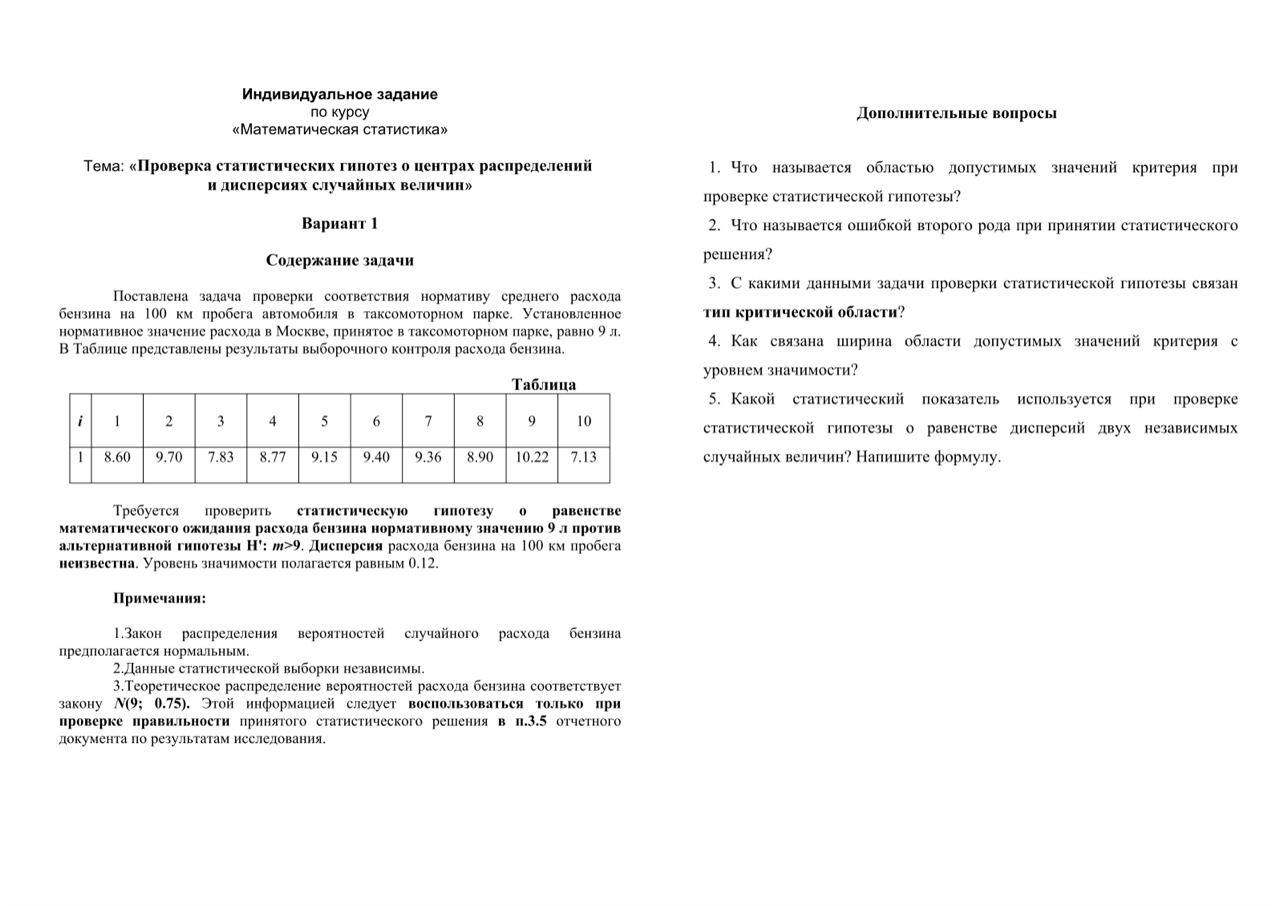 Индивидуальное задание
по курсу
«Математическая статистика»
Тема: «Проверка статистических гипотез о центрах распределений
и дисперсиях случайных величин»
Вариант 1
Содержание задачи
Поставлена задача проверки соответствия нормативу среднего расхода
бензина на 100 км пробега автомобиля в таксомоторном парке. Установленное
нормативное значение расхода в Москве, принятое в таксомоторном парке, равно 9 л.
В Таблице представлены результаты выборочного контроля расхода бензина.
Таблица
i 1 2 3 4 5 6 7 8 9 10
1 8.60 9.70 7.83 8.77 9.15 9.40 9.36 8.90 10.22 7.13
Требуется проверить статистическую гипотезу о равенстве
математического ожидания расхода бензина нормативному значению 9 л против
альтернативной гипотезы H': m>9. Дисперсия расхода бензина на 100 км пробега
неизвестна. Уровень значимости полагается равным 0.12.
Примечания:
1.Закон распределения вероятностей случайного расхода бензина
предполагается нормальным.
2.Данные статистической выборки независимы.
3.Теоретическое распределение вероятностей расхода бензина соответствует
закону N(9; 0.75). Этой информацией следует воспользоваться только при
проверке правильности принятого статистического решения в п.3.5 отчетного
документа по результатам исследования.
Дополнительные вопросы
1. Что называется областью допустимых значений критерия при
проверке статистической гипотезы?
2. Что называется ошибкой второго рода при принятии статистического
решения?
3. С какими данными задачи проверки статистической гипотезы связан
тип критической области?
4. Как связана ширина области допустимых значений критерия с
уровнем значимости?
5. Какой статистический показатель используется при проверке
статистической гипотезы о равенстве дисперсий двух независимых
случайных величин? Напишите формулу.